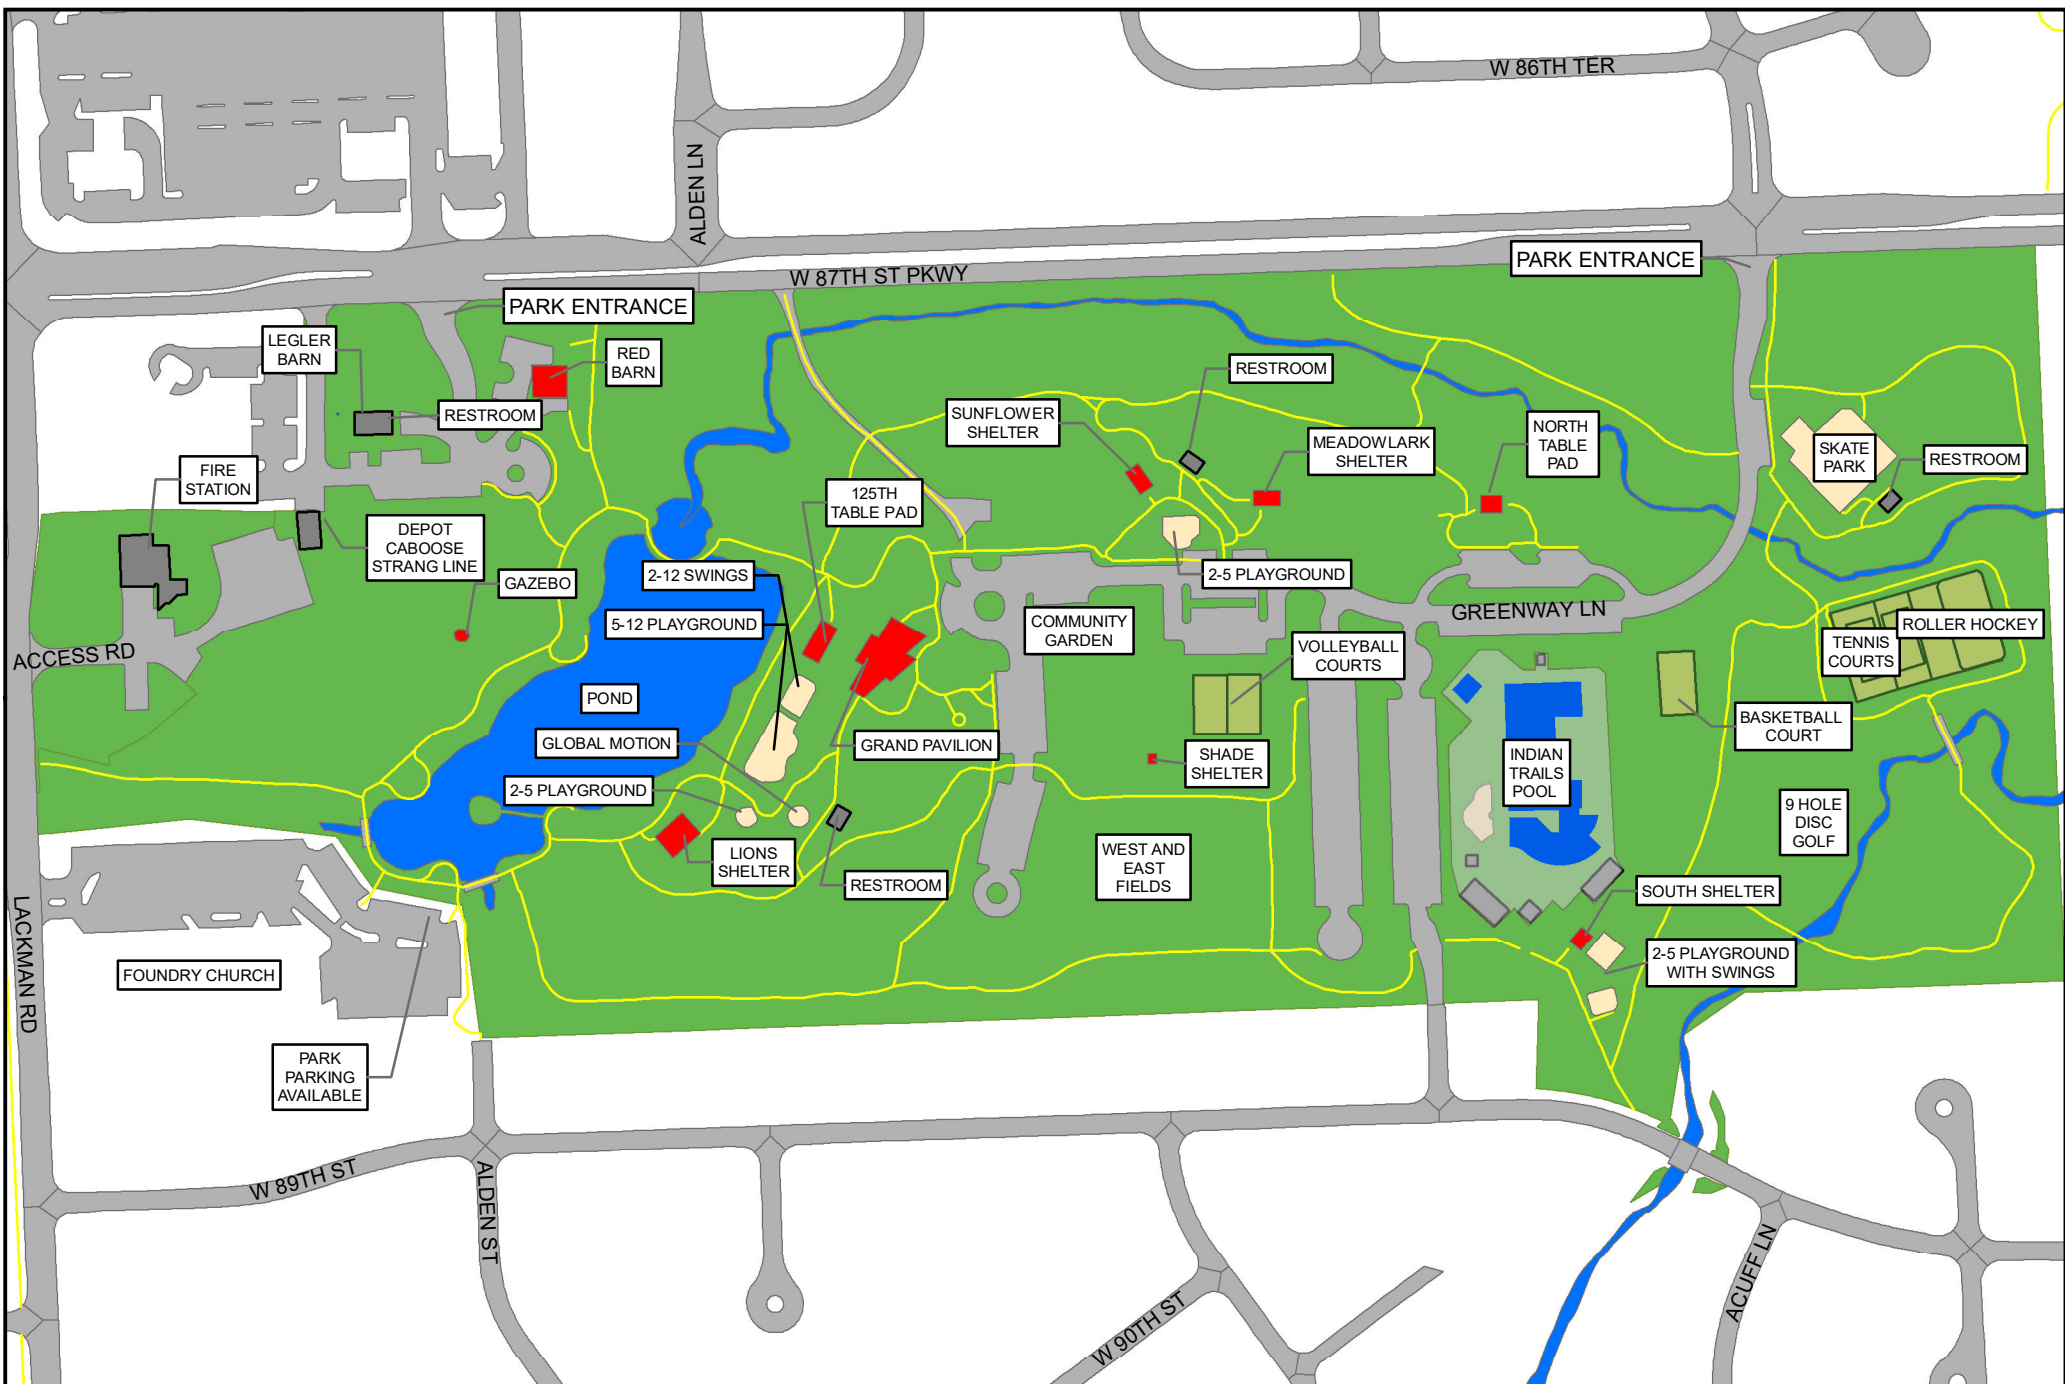 W 86TH TER
ALDEN LN
W 87TH ST PKWY
PARK ENTRANCE
PARK ENTRANCE
LEGLER
BARN
RED
BARN
RESTROOM
RESTROOM
SUNFLOWER
SHELTER
MEADOWLARK
SHELTER
NORTH
TABLE
PAD
SKATE
PARK
RESTROOM
FIRE
STATION
125TH
TABLE PAD
DEPOT
CABOOSE
STRANG LINE
GAZEBO
2-12 SWINGS
2-5 PLAYGROUND
5-12 PLAYGROUND
COMMUNITY
GARDEN
GREENWAY LN
ROLLER HOCKEY
TENNIS
COURTS
VOLLEYBALL
COURTS
ACCESS RD
POND
GLOBAL MOTION
GRAND PAVILION
BASKETBALL
COURT
SHADE
SHELTER
INDIAN
TRAILS
POOL
2-5 PLAYGROUND
9 HOLE
DISC
GOLF
LIONS
SHELTER
RESTROOM
WEST AND
EAST
FIELDS
SOUTH SHELTER
2-5 PLAYGROUND
WITH SWINGS
LACKMAN RD
FOUNDRY CHURCH
PARK
PARKING
AVAILABLE
W 89TH ST
ALDEN ST
W 90TH ST
ACUFF LN